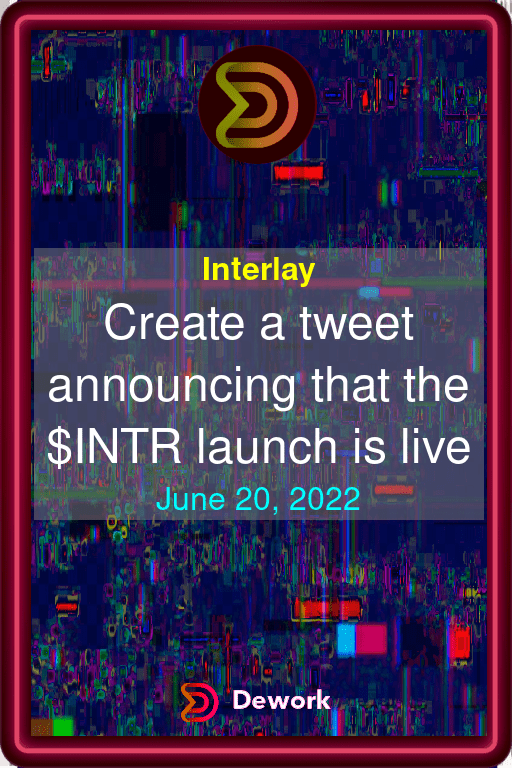 Interlay
Create a tweet
announcing that the
$INTR launch is live
June 20, 2022
Dework